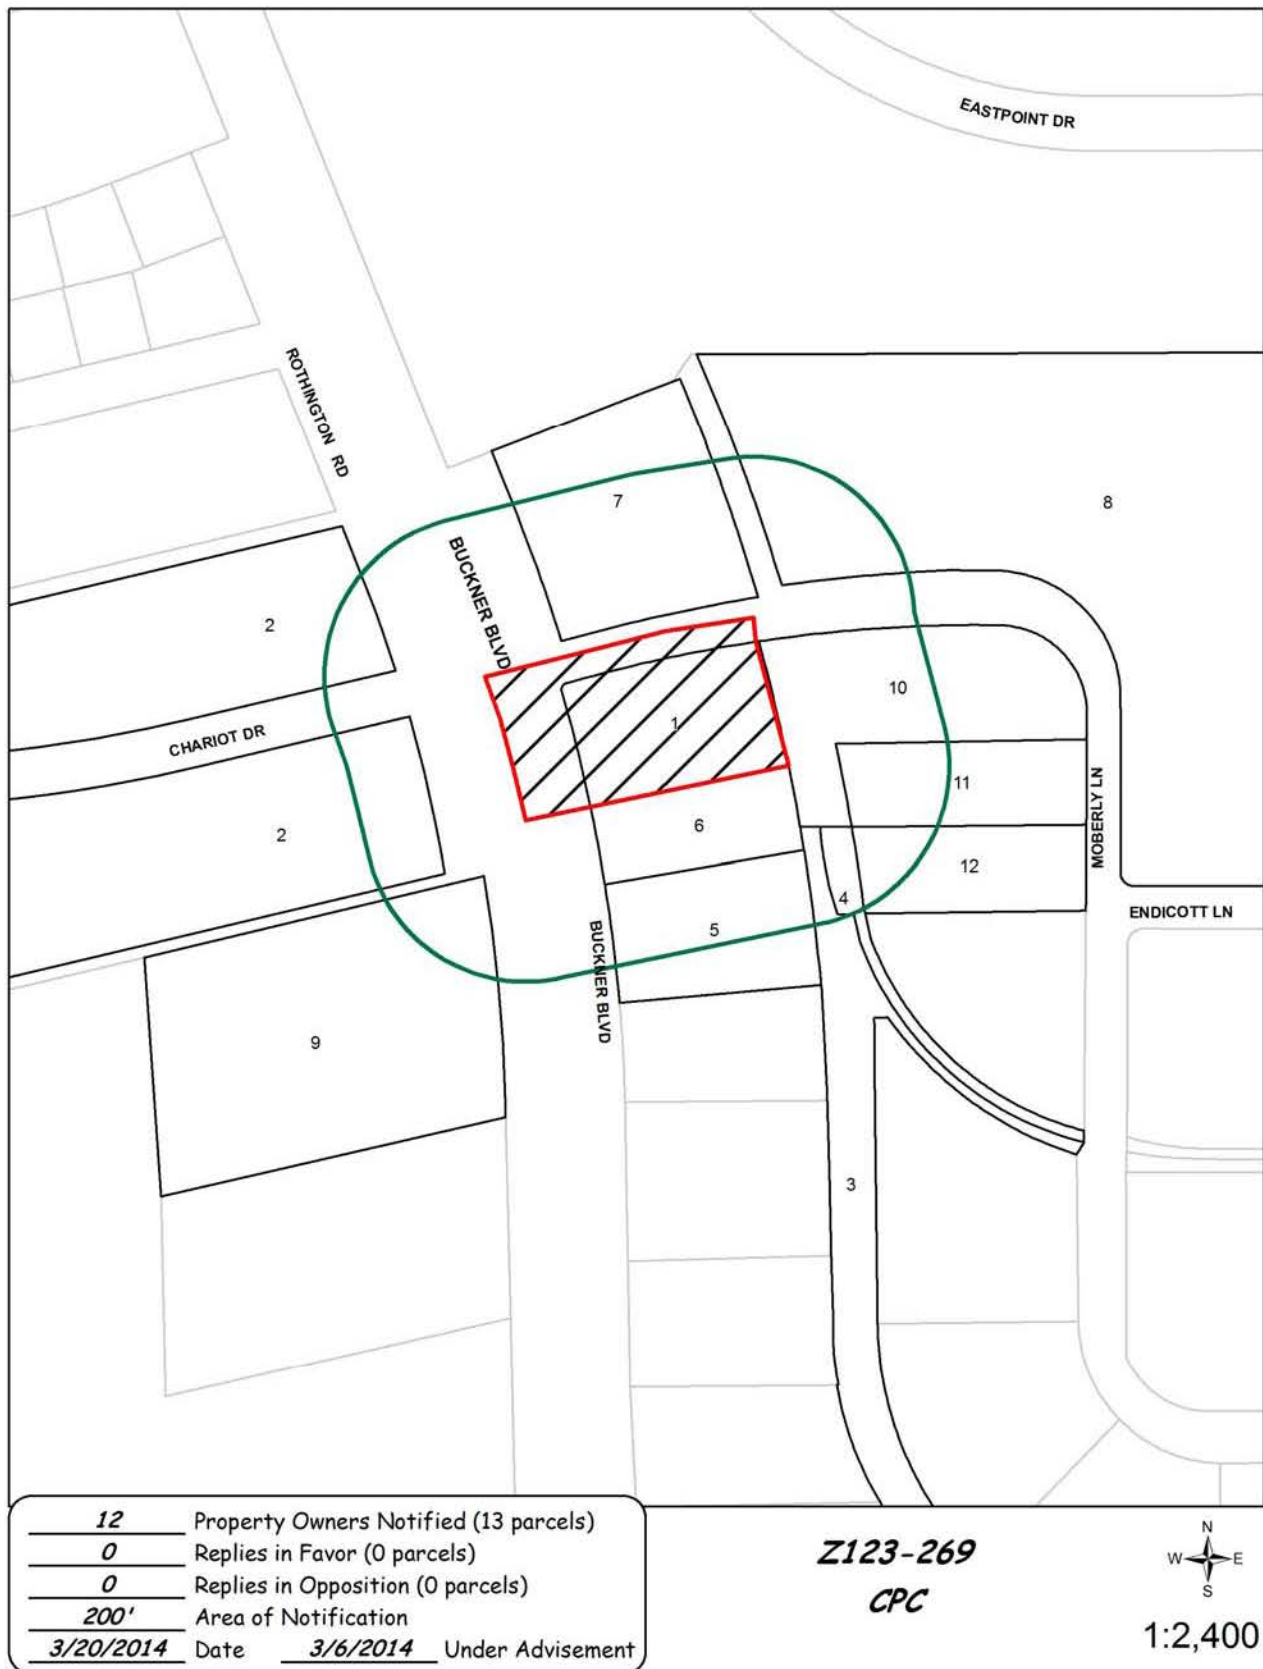 EASTPOINT DR
ROTHINGTON RD
7
8
BUCKNER BLVD
2
10
1
CHARIOT DR
11
6
2
MOBERLY LN
12
4
ENDICOTT LN
5
BUCKNER BLVD
9
3
12 Property Owners Notified (13 parcels)
0 Replies in Favor (0 parcels)
0 Replies in Opposition (0 parcels)
200' Area of Notification
3/20/2014 Date 3/6/2014 Under Advisement
Z123-269
CPC
N
W E
S
1:2,400